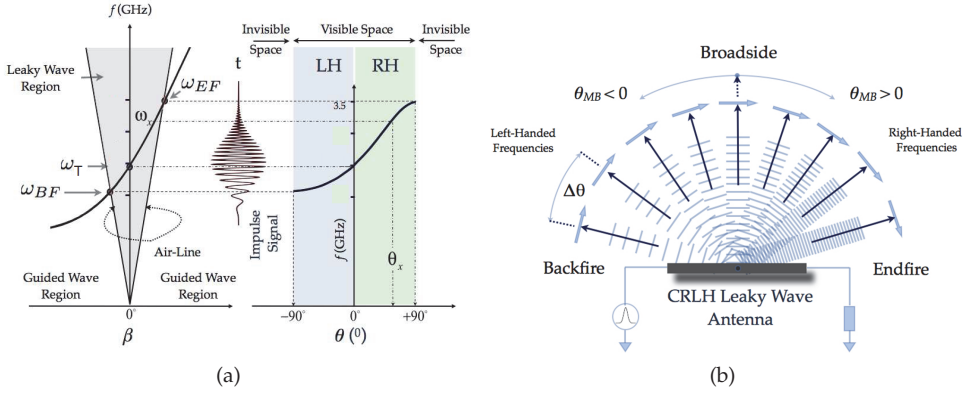 f(GHz)
Leaky Wave
Region
ω_EF
ω_x
ω_T
ω_BF
Air-Line
Guided Wave
Region
Guided Wave
Region
0°
β
t
Impulse
Signal
Invisible
Space
Visible Space
Invisible
Space
LH
RH
3.5
f(GHz)
θ_x
−90°
0°
+90°
θ (⁰)
(a)
Broadside
θ_MB < 0
θ_MB > 0
Left-Handed
Frequencies
Right-Handed
Frequencies
Δθ
Backfire
Endfire
CRLH Leaky Wave
Antenna
(b)